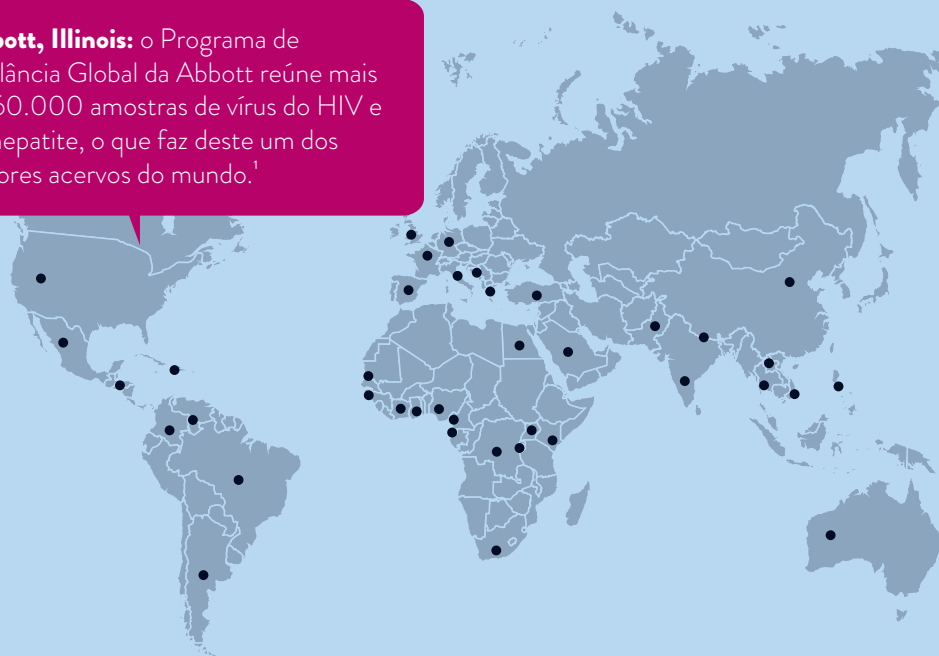 bott, Illinois: o Programa de
lância Global da Abbott reúne mais
60.000 amostras de vírus do HIV e
hepatite, o que faz deste um dos
ores acervos do mundo.¹